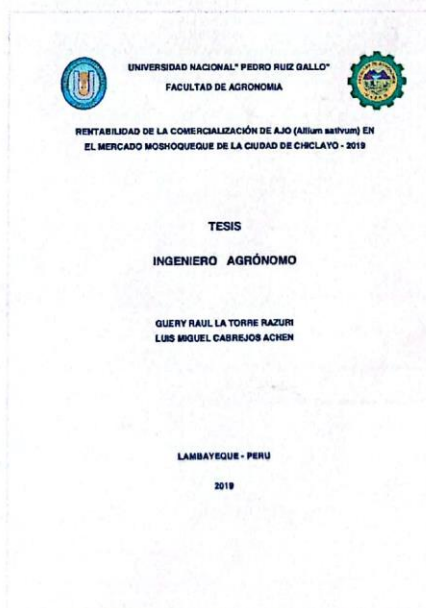 UNIVERSIDAD NACIONAL" PEDRO RUIZ GALLO"
FACULTAD DE AGRONOMIA
RENTABILIDAD DE LA COMERCIALIZACIÓN DE AJO (Allium sativum) EN
EL MERCADO MOSHOQUEQUE DE LA CIUDAD DE CHICLAYO - 2019
TESIS
INGENIERO AGRÓNOMO
GUERY RAUL LA TORRE RAZURI
LUIS MIGUEL CABREJOS ACHEN
LAMBAYEQUE - PERU
2019